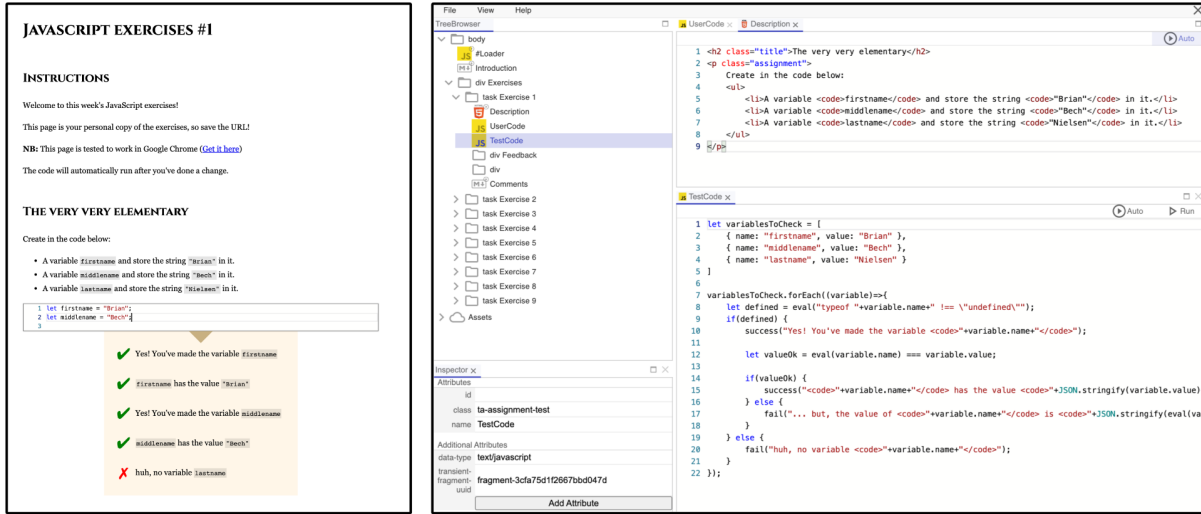 JAVASCRIPT EXERCISES #1
INSTRUCTIONS
Welcome to this week's JavaScript exercises!
This page is your personal copy of the exercises, so save the URL!
NB: This page is tested to work in Google Chrome (Get it here)
The code will automatically run after you've done a change.
THE VERY VERY ELEMENTARY
Create in the code below:
• A variable firstname and store the string "Brian" in it.
• A variable middlename and store the string "Bech" in it.
• A variable lastname and store the string "Nielsen" in it.
1 let firstname = "Brian";
2 let middlename = "Bech";
3
Yes! You've made the variable firstname
firstname has the value "Brian"
Yes! You've made the variable middlename
middlename has the value "Bech"
huh, no variable lastname
File View Help
TreeBrowser
body
JS #Loader
M↓ Introduction
div Exercises
task Exercise 1
5 Description
JS UserCode
JS TestCode
div Feedback
div
M↓ Comments
task Exercise 2
task Exercise 3
task Exercise 4
task Exercise 5
task Exercise 6
task Exercise 7
task Exercise 8
task Exercise 9
Assets
Inspector x
Attributes
id
class ta-assignment-test
name TestCode
Additional Attributes
data-type text/javascript
transient-
fragment- fragment-3cfa75d1f2667bbd047d
uuid
Add Attribute
JS UserCode x 5 Description x
Auto
1 <h2 class="title">The very very elementary</h2>
2 <p class="assignment">
3 Create in the code below:
4 <ul>
5 <li>A variable <code>firstname</code> and store the string <code>"Brian"</code> in it.</li>
6 <li>A variable <code>middlename</code> and store the string <code>"Bech"</code> in it.</li>
7 <li>A variable <code>lastname</code> and store the string <code>"Nielsen"</code> in it.</li>
8 </ul>
9 </p>
JS TestCode x
Auto Run
1 let variablesToCheck = [
2 { name: "firstname", value: "Brian" },
3 { name: "middlename", value: "Bech" },
4 { name: "lastname", value: "Nielsen" }
5 ]
6
7 variablesToCheck.forEach((variable)=>{
8 let defined = eval("typeof "+variable.name+" !== \"undefined\"");
9 if(defined) {
10 success("Yes! You've made the variable <code>"+variable.name+"</code>");
11
12 let valueOk = eval(variable.name) === variable.value;
13
14 if(valueOk) {
15 success("<code>"+variable.name+"</code> has the value <code>"+JSON.stringify(variable.value)
16 } else {
17 fail("... but, the value of <code>"+variable.name+"</code> is <code>"+JSON.stringify(eval(va
18 }
19 } else {
20 fail("huh, no variable <code>"+variable.name+"</code>");
21 }
22 });